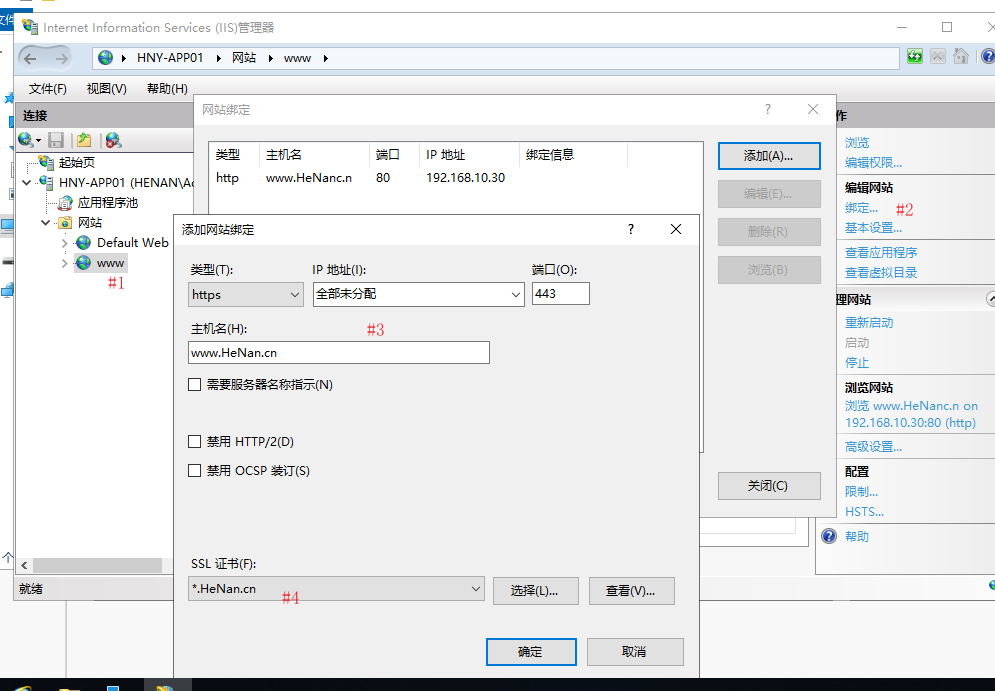 文件
Internet Information Services (IIS)管理器
HNY-APP01 网站 www
文件(F) 视图(V) 帮助(H)
连接
起始页
HNY-APP01 (HENAN\Ac
应用程序池
网站
Default Web
www
#1
就绪
网站绑定
?
类型 主机名 端口 IP 地址 绑定信息
http www.HeNanc.n 80 192.168.10.30
添加(A)...
编辑(E)...
删除(R)
浏览(B)
关闭(C)
添加网站绑定
?
类型(T): IP 地址(I): 端口(O):
https 全部未分配 443
主机名(H): #3
www.HeNan.cn
需要服务器名称指示(N)
禁用 HTTP/2(D)
禁用 OCSP 装订(S)
SSL 证书(F):
*.HeNan.cn 选择(L)... 查看(V)...
#4
确定 取消
作
浏览
编辑权限...
编辑网站
绑定... #2
基本设置...
查看应用程序
查看虚拟目录
理网站
重新启动
启动
停止
浏览网站
浏览 www.HeNanc.n on
192.168.10.30:80 (http)
高级设置...
配置
限制...
HSTS...
帮助